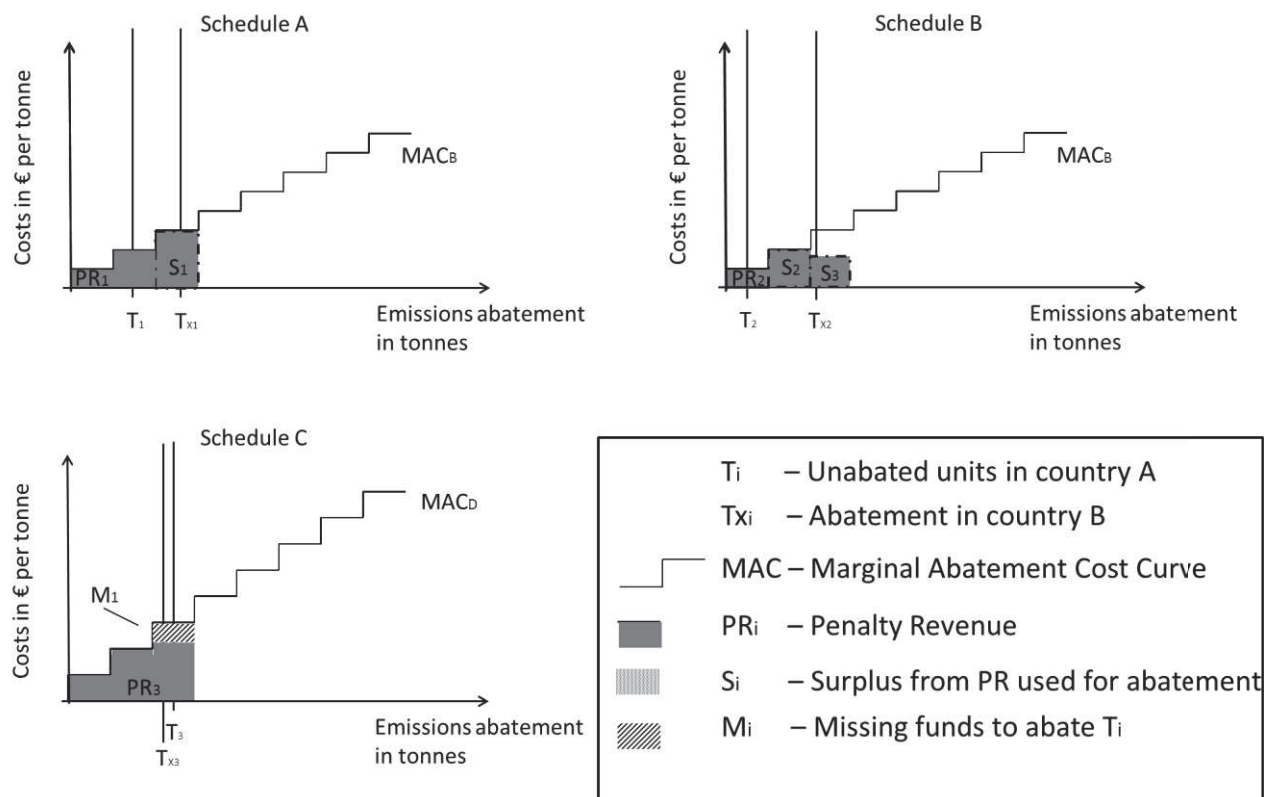 Schedule A
Costs in € per tonne
MACB
PR1
S1
T1
Tx1
Emissions abatement
in tonnes
Schedule B
Costs in € per tonne
MACB
PR2
S2
S3
T2
Tx2
Emissions abatement
in tonnes
Schedule C
Costs in € per tonne
MACD
M1
PR3
T3
Tx3
Emissions abatement
in tonnes
Ti – Unabated units in country A
Txi – Abatement in country B
MAC – Marginal Abatement Cost Curve
PRi – Penalty Revenue
Si – Surplus from PR used for abatement
Mi – Missing funds to abate Ti